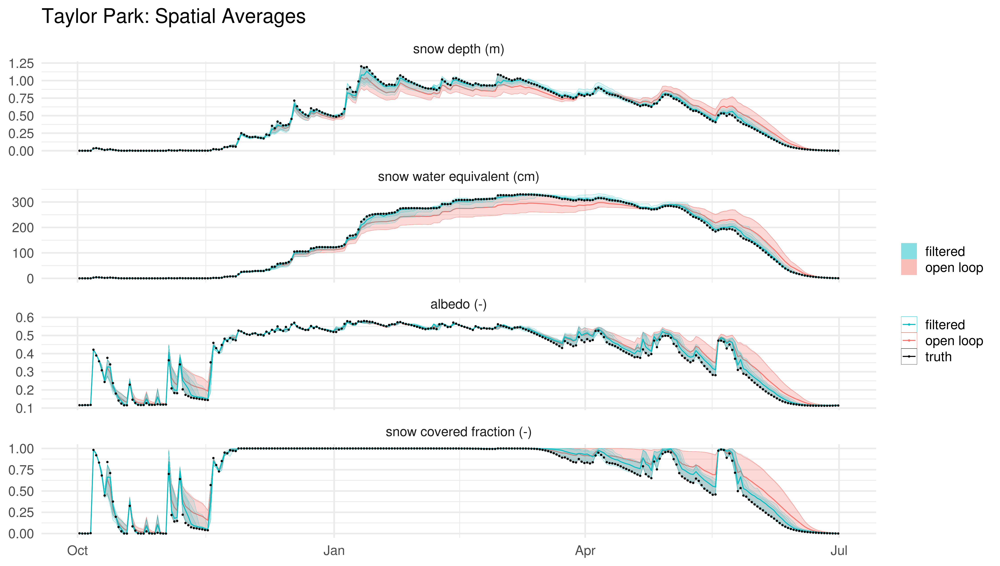 Taylor Park: Spatial Averages
snow depth (m)
1.25
1.00
0.75
0.50
0.25
0.00
snow water equivalent (cm)
300
200
100
0
albedo (-)
0.6
0.5
0.4
0.3
0.2
0.1
snow covered fraction (-)
1.00
0.75
0.50
0.25
0.00
Oct Jan Apr Jul
filtered
open loop
filtered
open loop
truth